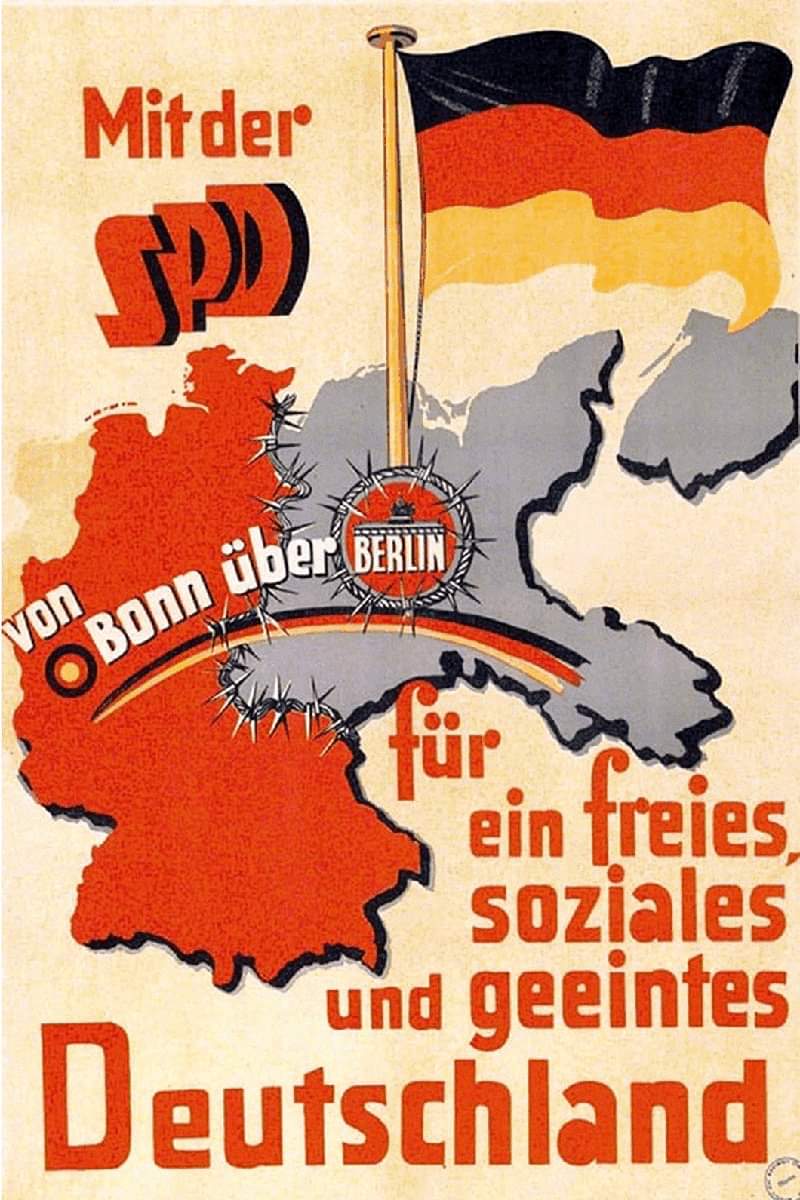 Mit der
SPD
von Bonn über BERLIN
für
ein freies,
soziales
und geeintes
Deutschland